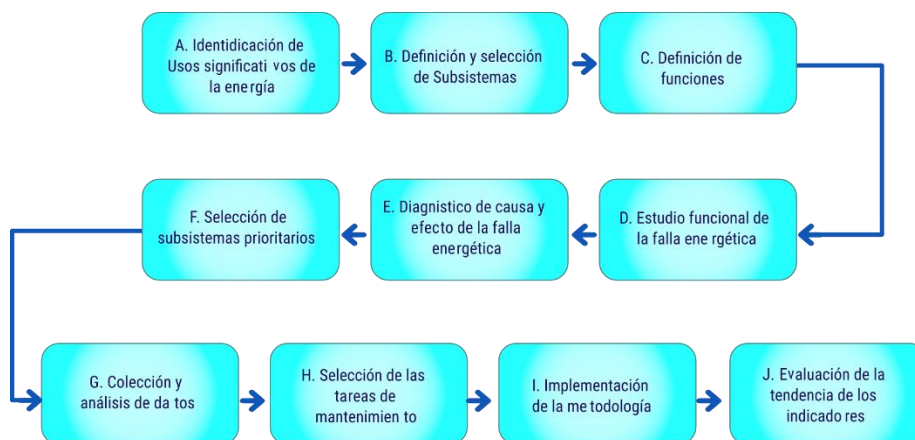 A. Identidicación de
Usos significati vos de
la energía
B. Definición y selección
de Subsistemas
C. Definición de
funciones
F. Selección de
subsistemas prioritarios
E. Diagnistico de causa y
efecto de la falla
energética
D. Estudio funcional de
la falla ene rgética
G. Colección y
análisis de da tos
H. Selección de las
tareas de
mantenimien to
I. Implementación
de la me todología
J. Evaluación de la
tendencia de los
indicado res